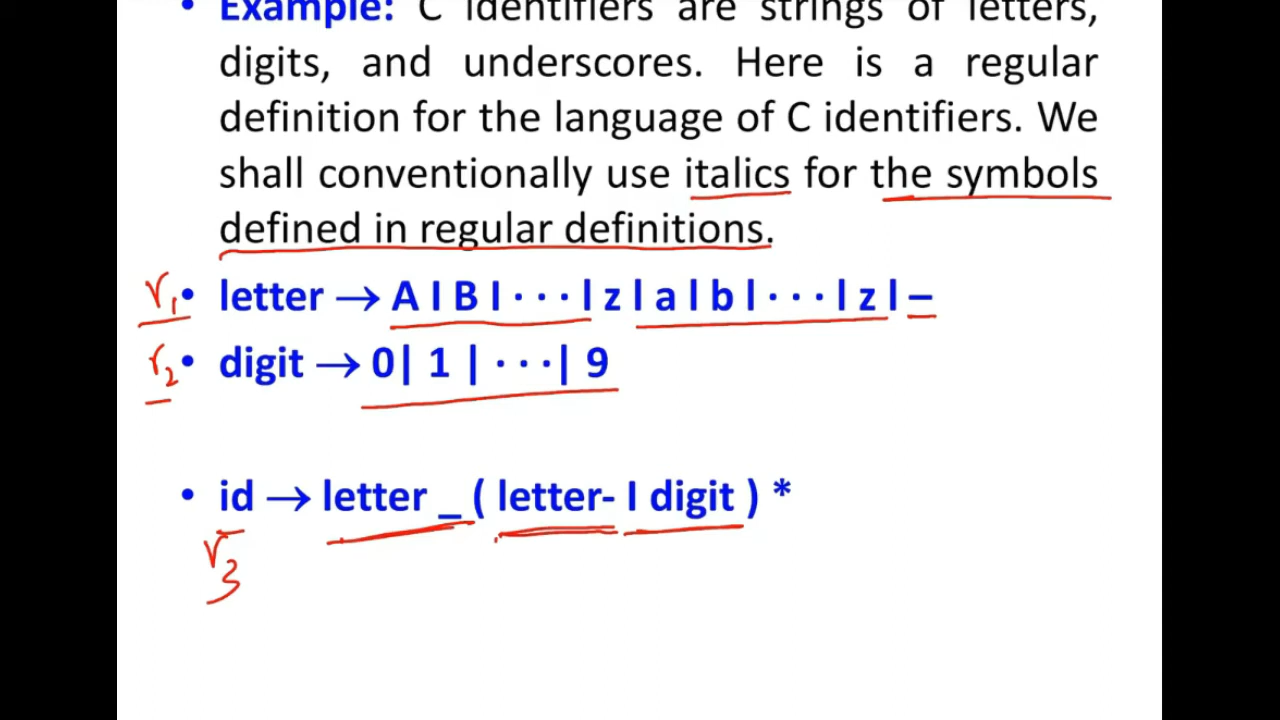 • Example: C identifiers are strings of letters,
digits, and underscores. Here is a regular
definition for the language of C identifiers. We
shall conventionally use italics for the symbols
defined in regular definitions.
r1 • letter → A I B I · · · I z I a I b I · · · I z I –
r2 • digit → 0| 1 | · · ·| 9
• id → letter _ ( letter- I digit ) *
r3